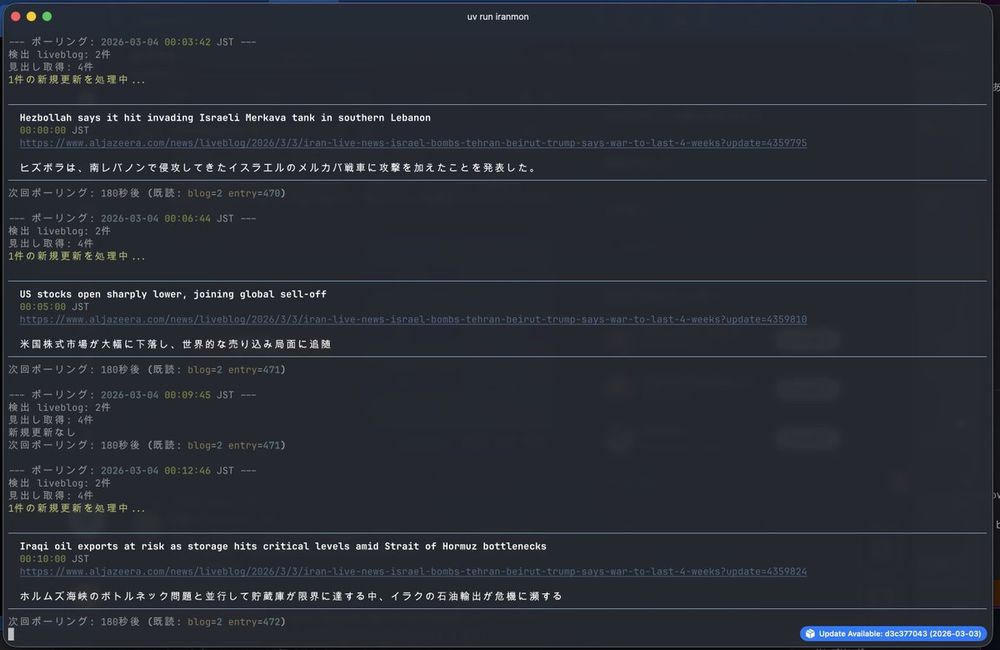 uv run iranmon
--- ポーリング: 2026-03-04 00:03:42 JST ---
検出 liveblog: 2件
見出し取得: 4件
1件の新規更新を処理中...
Hezbollah says it hit invading Israeli Merkava tank in southern Lebanon
00:00:00 JST
https://www.aljazeera.com/news/liveblog/2026/3/3/iran-live-news-israel-bombs-tehran-beirut-trump-says-war-to-last-4-weeks?update=4359795
ヒズボラは、南レバノンで侵攻してきたイスラエルのメルカバ戦車に攻撃を加えたことを発表した。
次回ポーリング: 180秒後 (既読: blog=2 entry=470)
--- ポーリング: 2026-03-04 00:06:44 JST ---
検出 liveblog: 2件
見出し取得: 4件
1件の新規更新を処理中...
US stocks open sharply lower, joining global sell-off
00:05:00 JST
https://www.aljazeera.com/news/liveblog/2026/3/3/iran-live-news-israel-bombs-tehran-beirut-trump-says-war-to-last-4-weeks?update=4359810
米国株式市場が大幅に下落し、世界的な売り込み局面に追随
次回ポーリング: 180秒後 (既読: blog=2 entry=471)
--- ポーリング: 2026-03-04 00:09:45 JST ---
検出 liveblog: 2件
見出し取得: 4件
新規更新なし
次回ポーリング: 180秒後 (既読: blog=2 entry=471)
--- ポーリング: 2026-03-04 00:12:46 JST ---
検出 liveblog: 2件
見出し取得: 4件
1件の新規更新を処理中...
Iraqi oil exports at risk as storage hits critical levels amid Strait of Hormuz bottlenecks
00:10:00 JST
https://www.aljazeera.com/news/liveblog/2026/3/3/iran-live-news-israel-bombs-tehran-beirut-trump-says-war-to-last-4-weeks?update=4359824
ホルムズ海峡のボトルネック問題と並行して貯蔵庫が限界に達する中、イラクの石油輸出が危機に瀕する
次回ポーリング: 180秒後 (既読: blog=2 entry=472)
Update Available: d3c377043 (2026-03-03)